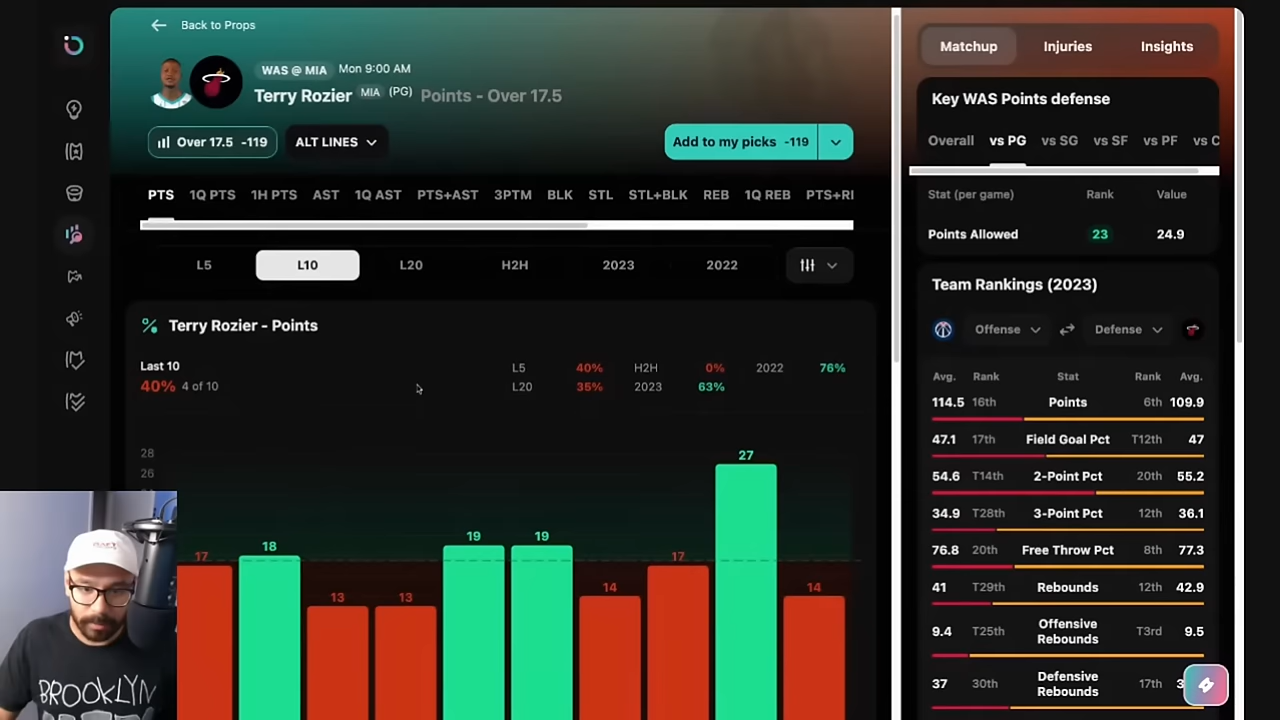 Back to Props
WAS @ MIA Mon 9:00 AM
Terry Rozier MIA (PG) Points - Over 17.5
Over 17.5 -119 ALT LINES
Add to my picks -119
PTS 1Q PTS 1H PTS AST 1Q AST PTS+AST 3PTM BLK STL STL+BLK REB 1Q REB PTS+RI
L5 L10 L20 H2H 2023 2022
Terry Rozier - Points
Last 10
40% 4 of 10
L5 40% H2H 0% 2022 76%
L20 35% 2023 63%
28
26
17 18 13 13 19 19 14 17 27 14
BROOKLYN
Matchup Injuries Insights
Key WAS Points defense
Overall vs PG vs SG vs SF vs PF vs C
Stat (per game) Rank Value
Points Allowed 23 24.9
Team Rankings (2023)
Offense Defense
Avg. Rank Stat Rank Avg.
114.5 16th Points 6th 109.9
47.1 17th Field Goal Pct T12th 47
54.6 T14th 2-Point Pct 20th 55.2
34.9 T28th 3-Point Pct 12th 36.1
76.8 20th Free Throw Pct 8th 77.3
41 T29th Rebounds 12th 42.9
9.4 T25th Offensive Rebounds T3rd 9.5
37 30th Defensive Rebounds 17th